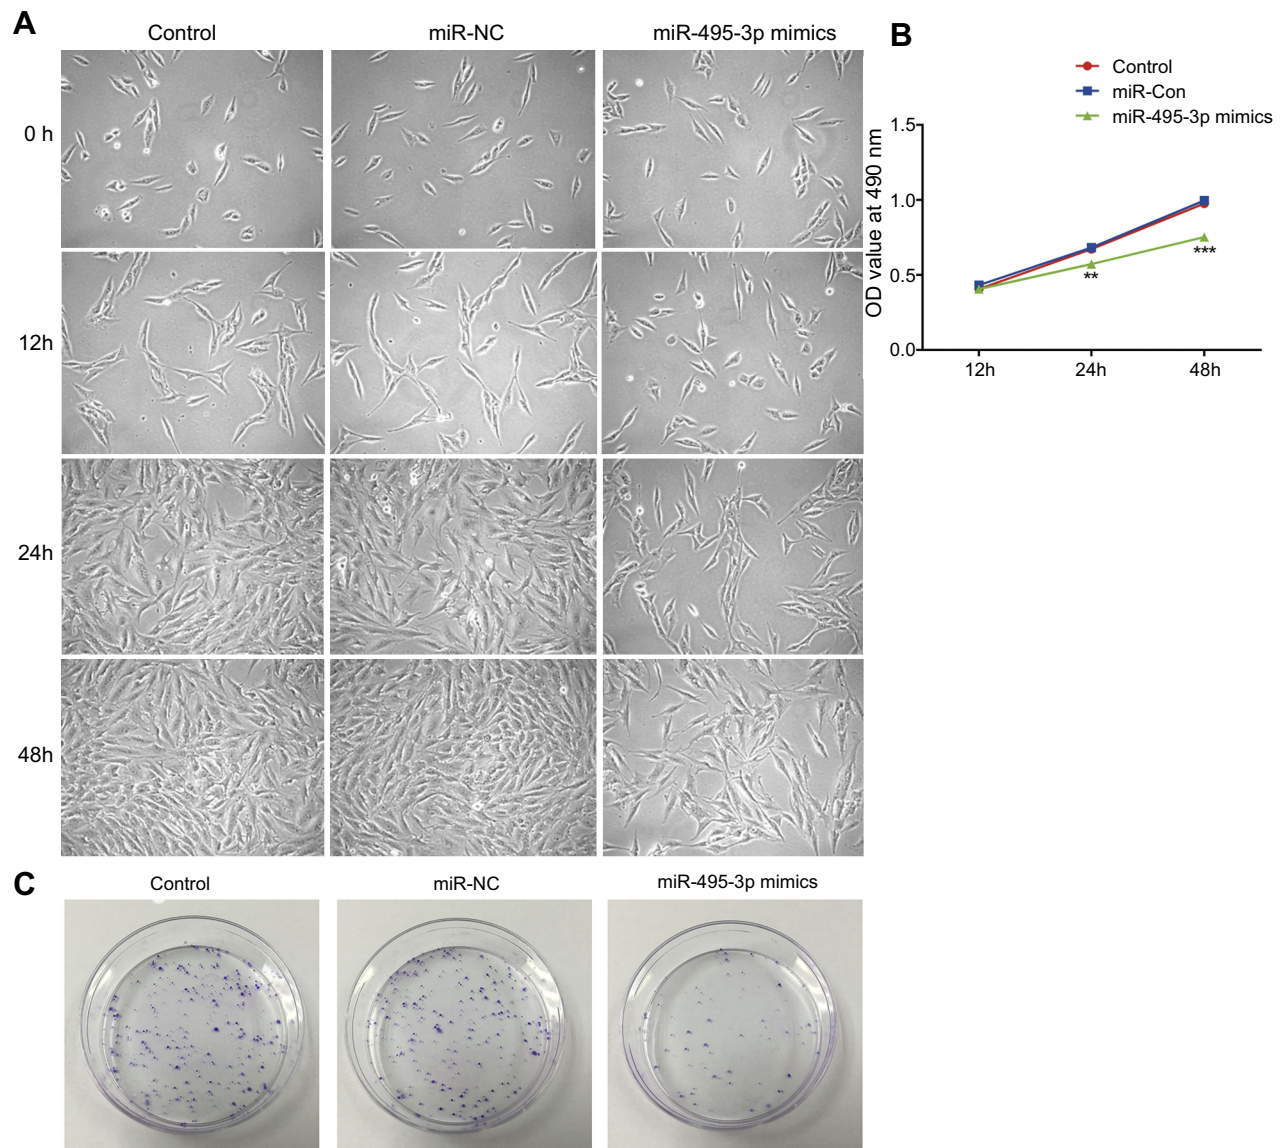 A
Control
miR-NC
miR-495-3p mimics
0 h
12h
24h
48h
B
Control
miR-Con
miR-495-3p mimics
OD value at 490 nm
1.5
1.0
0.5
0.0
**
***
12h
24h
48h
C
Control
miR-NC
miR-495-3p mimics